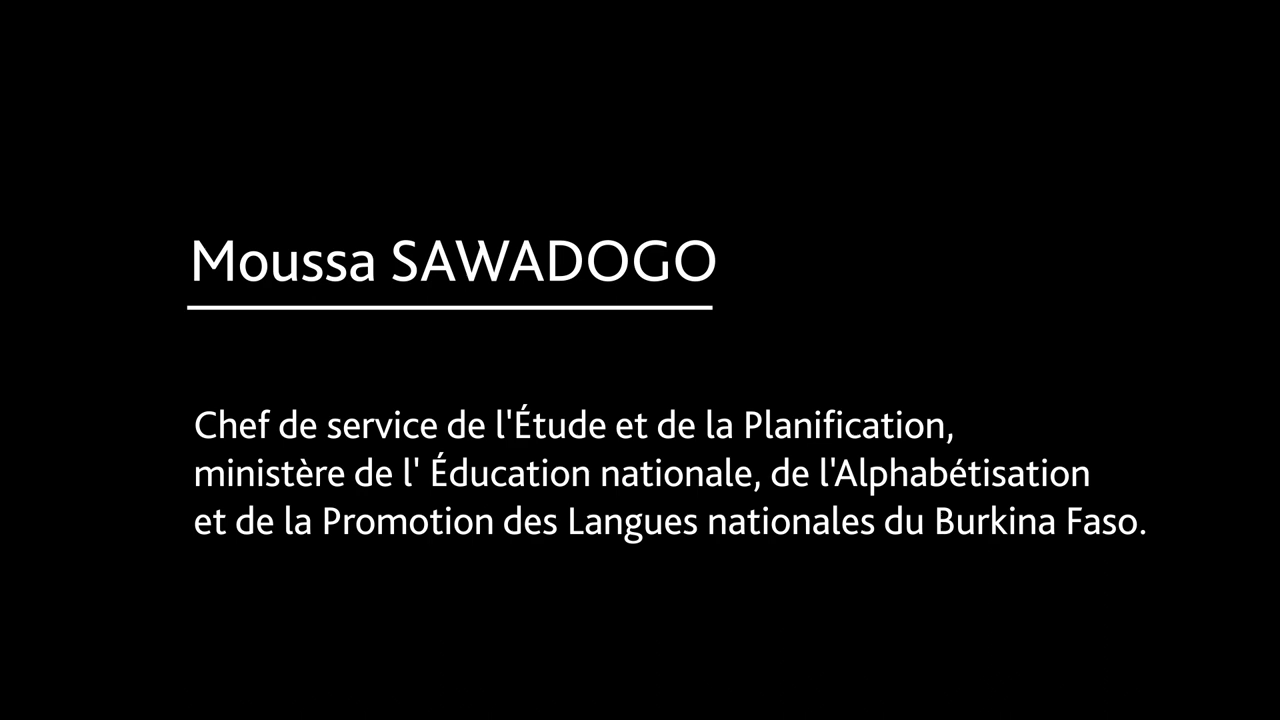 Moussa SAWADOGO
Chef de service de l'Étude et de la Planification,
ministère de l' Éducation nationale, de l'Alphabétisation
et de la Promotion des Langues nationales du Burkina Faso.